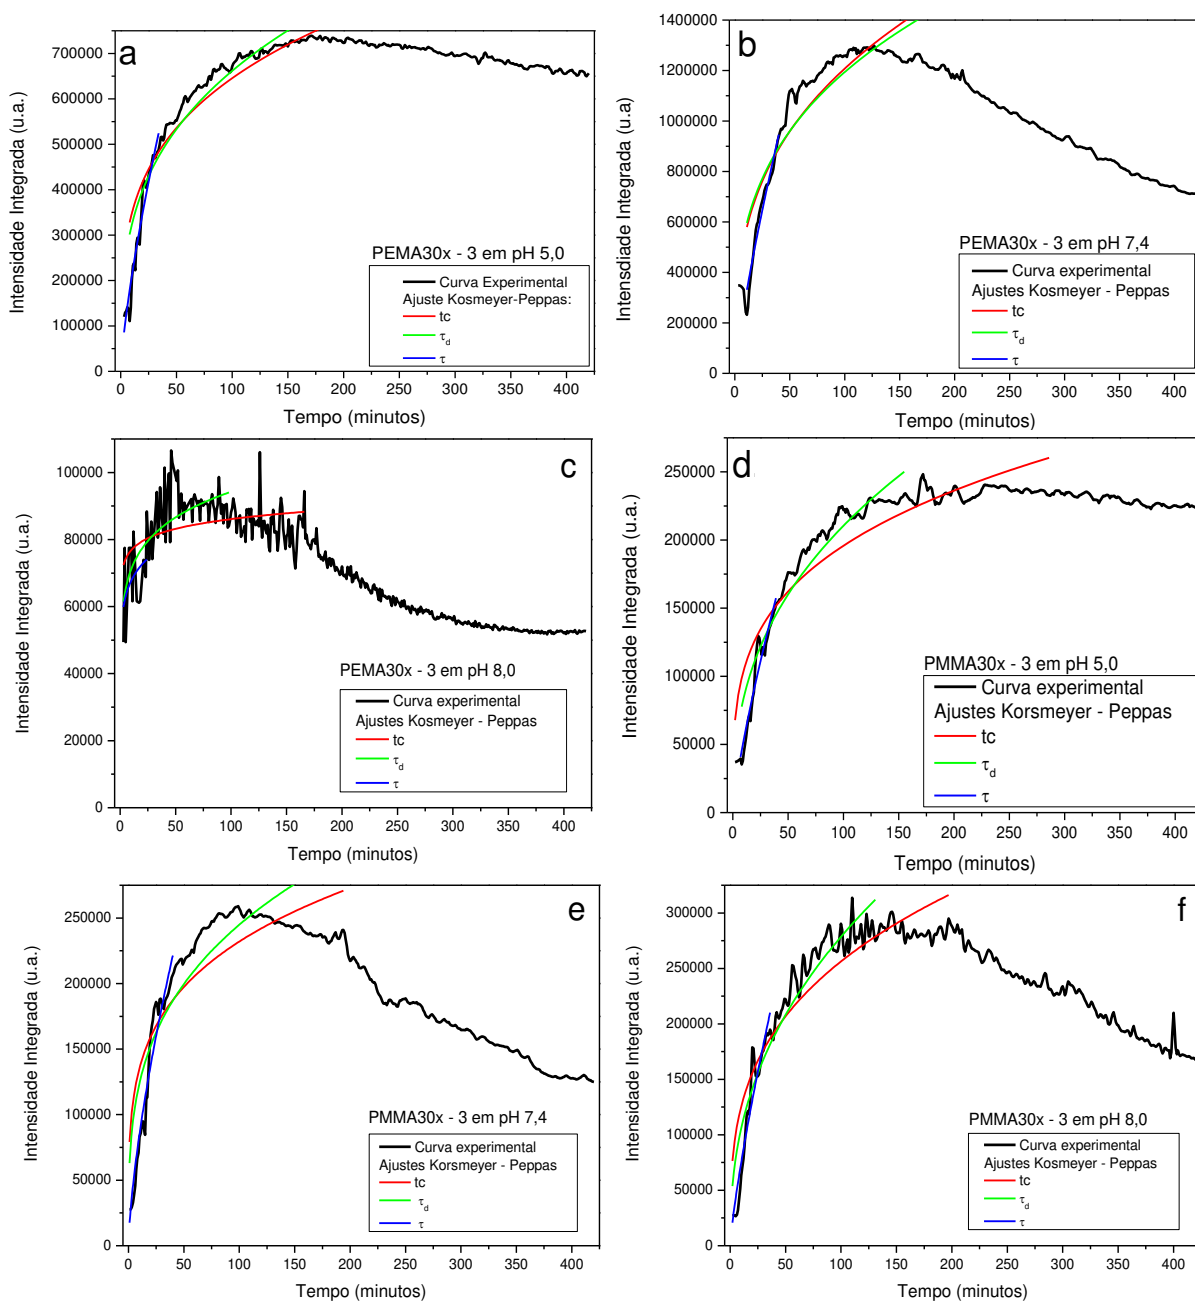 a
700000
600000
500000
400000
300000
200000
100000
0
0 50 100 150 200 250 300 350 400
Intensidade Integrada (u.a.)
Tempo (minutos)
PEMA30x - 3 em pH 5,0
Curva Experimental
Ajuste Kosmeyer-Peppas:
tc
τd
τ
b
1400000
1200000
1000000
800000
600000
400000
200000
0
0 50 100 150 200 250 300 350 400
Intensdiade Integrada (u.a)
Tempo (minutos)
PEMA30x - 3 em pH 7,4
Curva experimental
Ajustes Kosmeyer - Peppas
tc
τd
τ
c
100000
80000
60000
40000
20000
0
0 50 100 150 200 250 300 350 400
Intensidade Integrada (u.a.)
Tempo (minutos)
PEMA30x - 3 em pH 8,0
Curva experimental
Ajustes Kosmeyer - Peppas
tc
τd
τ
d
250000
200000
150000
100000
50000
0
0 50 100 150 200 250 300 350 400
Intensidade Integrada (u.a.)
Tempo (minutos)
PMMA30x - 3 em pH 5,0
Curva experimental
Ajustes Korsmeyer - Peppas
tc
τd
τ
e
250000
200000
150000
100000
50000
0
0 50 100 150 200 250 300 350 400
Intensidade Integrada (u.a.)
Tempo (minutos)
PMMA30x - 3 em pH 7,4
Curva experimental
Ajustes Korsmeyer - Peppas
tc
τd
τ
f
300000
250000
200000
150000
100000
50000
0
0 50 100 150 200 250 300 350 400
Intensidade Integrada (u.a.)
Tempo (minutos)
PMMA30x - 3 em pH 8,0
Curva experimental
Ajustes Kosmeyer - Peppas
tc
τd
τ